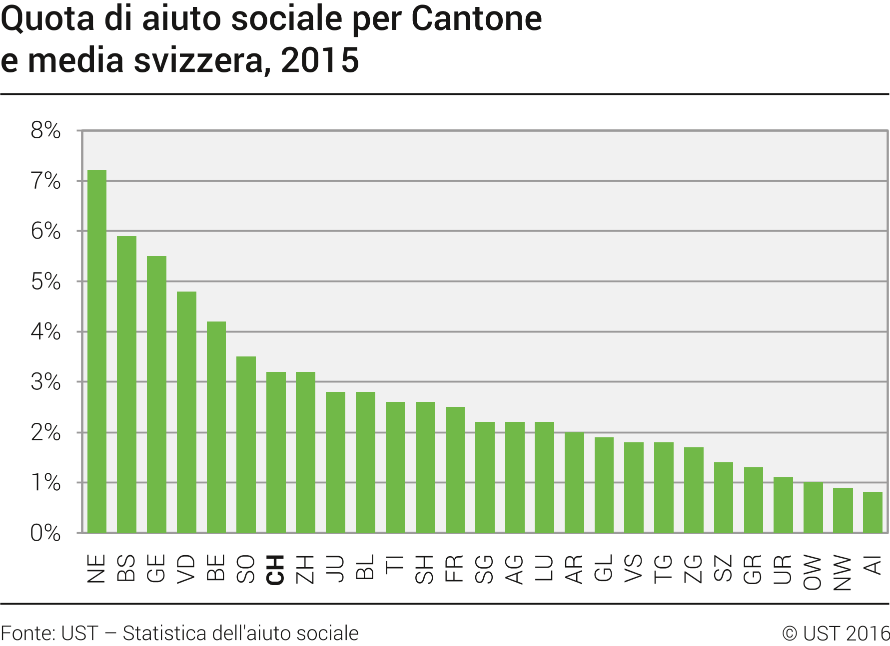 Quota di aiuto sociale per Cantone
e media svizzera, 2015
8%
7%
6%
5%
4%
3%
2%
1%
0%
NE BS GE VD BE SO CH ZH JU BL TI SH FR SG AG LU AR GL VS TG ZG SZ GR UR OW NW AI
Fonte: UST – Statistica dell'aiuto sociale
© UST 2016